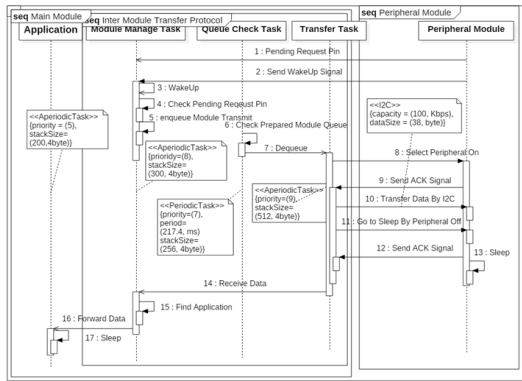 seq Main Module
seq Inter Module Transfer Protocol
seq Peripheral Module
Application
Module Manage Task
Queue Check Task
Transfer Task
Peripheral Module
1 : Pending Request Pin
2 : Send WakeUp Signal
3 : WakeUp
4 : Check Pending Reqeust Pin
5 : enqueue Module Transmit
6 : Check Prepared Module Queue
<<AperiodicTask>>
{priority = (5),
stackSize=
(200,4byte)}
<<I2C>>
{capacity = (100, Kbps),
dataSize = (38, byte)}
7 : Dequeue
<<AperiodicTask>>
{prioridy=(8),
stackSize=
(300, 4byte)}
8 : Select Peripheral On
9 : Send ACK Signal
<<AperiodicTask>>
{priority=(9),
stackSize=
(512, 4byte)}
10 : Transfer Data By I2C
<<PeriodicTask>>
{priority=(7),
period=
(217.4, ms)
stackSize=
(256, 4byte)}
11 : Go to Sleep By Peripheral Off
12 : Send ACK Signal
13 : Sleep
14 : Receive Data
15 : Find Application
16 : Forward Data
17 : Sleep